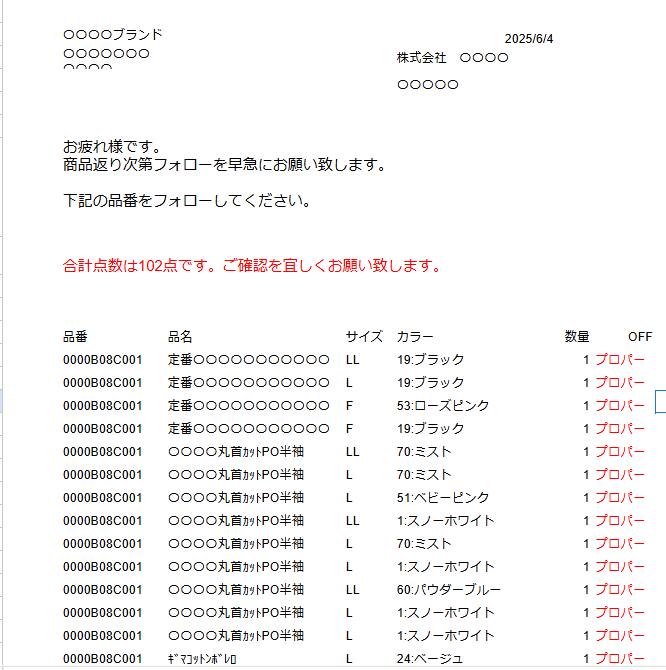 〇〇〇〇ブランド
2025/6/4
〇〇〇〇〇〇〇
株式会社　〇〇〇〇
〇〇〇〇
〇〇〇〇〇
お疲れ様です。
商品返り次第フォローを早急にお願い致します。
下記の品番をフォローしてください。
合計点数は102点です。ご確認を宜しくお願い致します。
品番 品名 サイズ カラー 数量 OFF
0000B08C001 定番〇〇〇〇〇〇〇〇〇〇〇 LL 19:ブラック 1 プロパー
0000B08C001 定番〇〇〇〇〇〇〇〇〇〇〇 L 19:ブラック 1 プロパー
0000B08C001 定番〇〇〇〇〇〇〇〇〇〇〇 F 53:ローズピンク 1 プロパー
0000B08C001 定番〇〇〇〇〇〇〇〇〇〇〇 F 19:ブラック 1 プロパー
0000B08C001 〇〇〇〇丸首ｶｯﾄPO半袖 LL 70:ミスト 1 プロパー
0000B08C001 〇〇〇〇丸首ｶｯﾄPO半袖 L 70:ミスト 1 プロパー
0000B08C001 〇〇〇〇丸首ｶｯﾄPO半袖 L 51:ベビーピンク 1 プロパー
0000B08C001 〇〇〇〇丸首ｶｯﾄPO半袖 LL 1:スノーホワイト 1 プロパー
0000B08C001 〇〇〇〇丸首ｶｯﾄPO半袖 L 70:ミスト 1 プロパー
0000B08C001 〇〇〇〇丸首ｶｯﾄPO半袖 L 1:スノーホワイト 1 プロパー
0000B08C001 〇〇〇〇丸首ｶｯﾄPO半袖 LL 60:パウダーブルー 1 プロパー
0000B08C001 〇〇〇〇丸首ｶｯﾄPO半袖 L 1:スノーホワイト 1 プロパー
0000B08C001 〇〇〇〇丸首ｶｯﾄPO半袖 L 1:スノーホワイト 1 プロパー
0000B08C001 ｷﾞﾏｺｯﾄﾝﾎﾞﾚﾛ L 24:ベージュ 1 プロパー